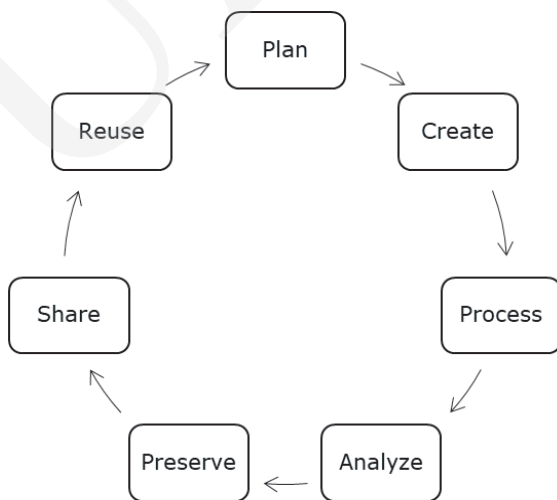 Plan
Create
Process
Analyze
Preserve
Share
Reuse